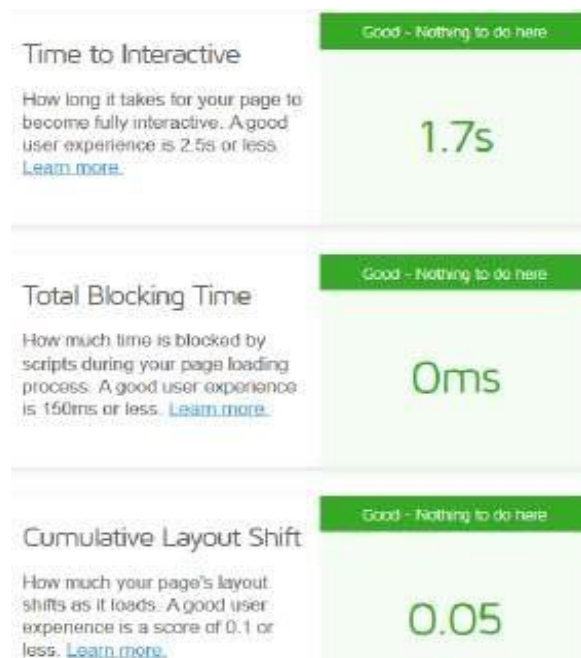 Good - Nothing to do here
Time to Interactive
How long it takes for your page to
become fully interactive. A good
user experience is 2.5s or less.
Learn more.
1.7s
Good - Nothing to do here
Total Blocking Time
How much time is blocked by
scripts during your page loading
process. A good user experience
is 150ms or less. Learn more.
0ms
Good - Nothing to do here
Cumulative Layout Shift
How much your page's layout
shifts as it loads. A good user
experience is a score of 0.1 or
less. Learn more.
0.05